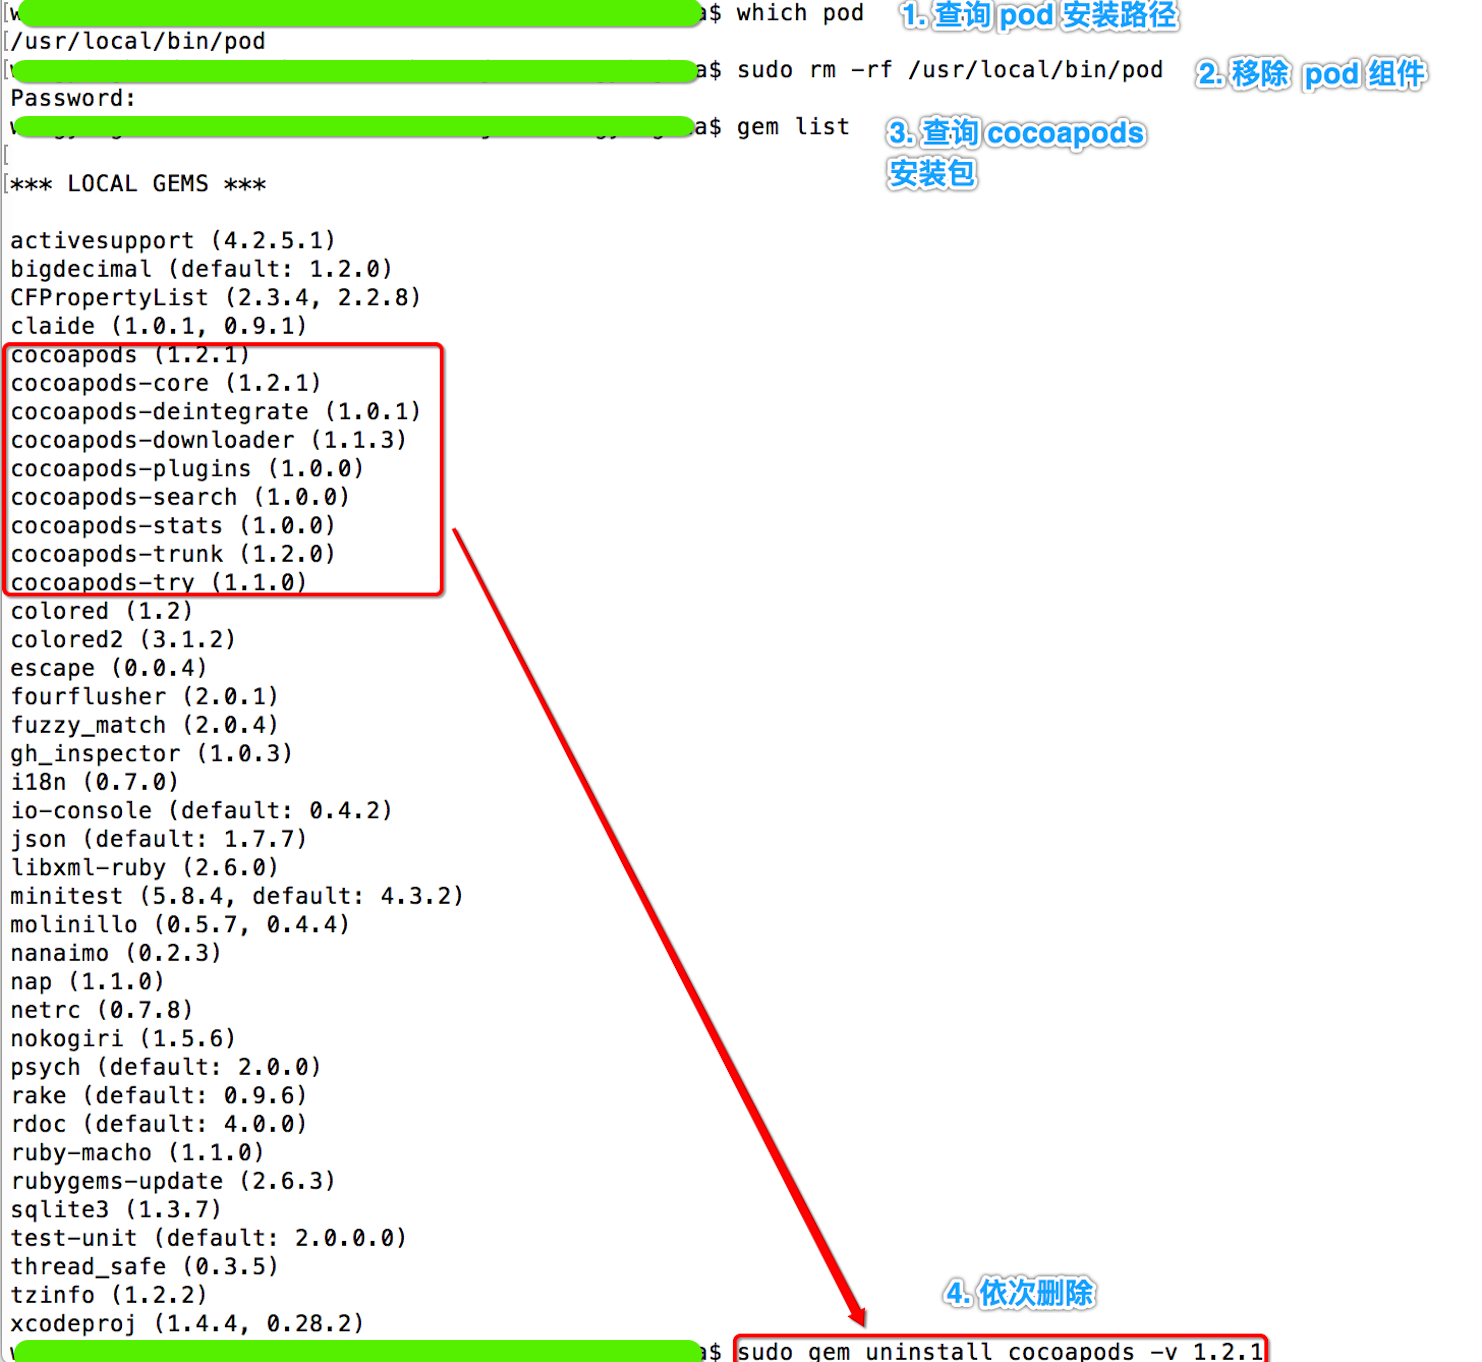 a$ which pod 1. 查询 pod 安装路径
/usr/local/bin/pod
a$ sudo rm -rf /usr/local/bin/pod 2. 移除 pod 组件
Password:
a$ gem list 3. 查询 cocoapods
安装包
*** LOCAL GEMS ***
activesupport (4.2.5.1)
bigdecimal (default: 1.2.0)
CFPropertyList (2.3.4, 2.2.8)
claide (1.0.1, 0.9.1)
cocoapods (1.2.1)
cocoapods-core (1.2.1)
cocoapods-deintegrate (1.0.1)
cocoapods-downloader (1.1.3)
cocoapods-plugins (1.0.0)
cocoapods-search (1.0.0)
cocoapods-stats (1.0.0)
cocoapods-trunk (1.2.0)
cocoapods-try (1.1.0)
colored (1.2)
colored2 (3.1.2)
escape (0.0.4)
fourflusher (2.0.1)
fuzzy_match (2.0.4)
gh_inspector (1.0.3)
i18n (0.7.0)
io-console (default: 0.4.2)
json (default: 1.7.7)
libxml-ruby (2.6.0)
minitest (5.8.4, default: 4.3.2)
molinillo (0.5.7, 0.4.4)
nanaimo (0.2.3)
nap (1.1.0)
netrc (0.7.8)
nokogiri (1.5.6)
psych (default: 2.0.0)
rake (default: 0.9.6)
rdoc (default: 4.0.0)
ruby-macho (1.1.0)
rubygems-update (2.6.3)
sqlite3 (1.3.7)
test-unit (default: 2.0.0.0)
thread_safe (0.3.5)
tzinfo (1.2.2)
4. 依次删除
xcodeproj (1.4.4, 0.28.2)
a$ sudo gem uninstall cocoapods -v 1.2.1